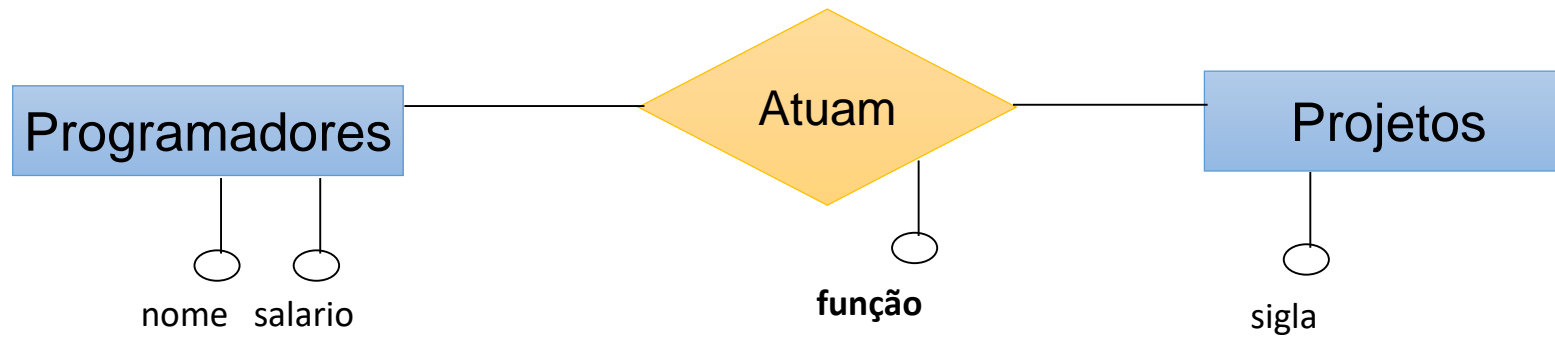 Programadores
Atuam
Projetos
nome salario
função
sigla